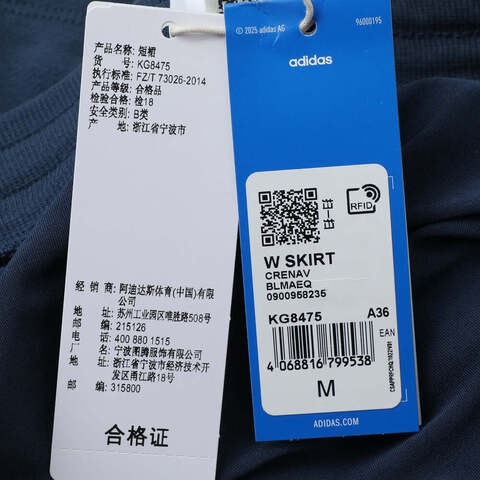 产品名称: 短裙
货 号: KG8475
执行标准: FZ/T 73026-2014
产品等级: 合格品
检验合格: 检18
安全类别: B类
产 地: 浙江省宁波市
经 销 商: 阿迪达斯体育(中国)有限
公司
地 址: 苏州工业园区唯胜路508号
邮 编: 215126
电 话: 400 880 1515
厂 名: 宁波图腾服饰有限公司
厂 址: 浙江省宁波市经济技术开
发区甬江路18号
邮 编: 315800
合格证
© 2025 adidas AG
96000195
adidas
RFID
W SKIRT
CRENAV
BLMAEQ
0900958235
KG8475 A36
EAN
4 068816 799538
M
ADIDAS.COM